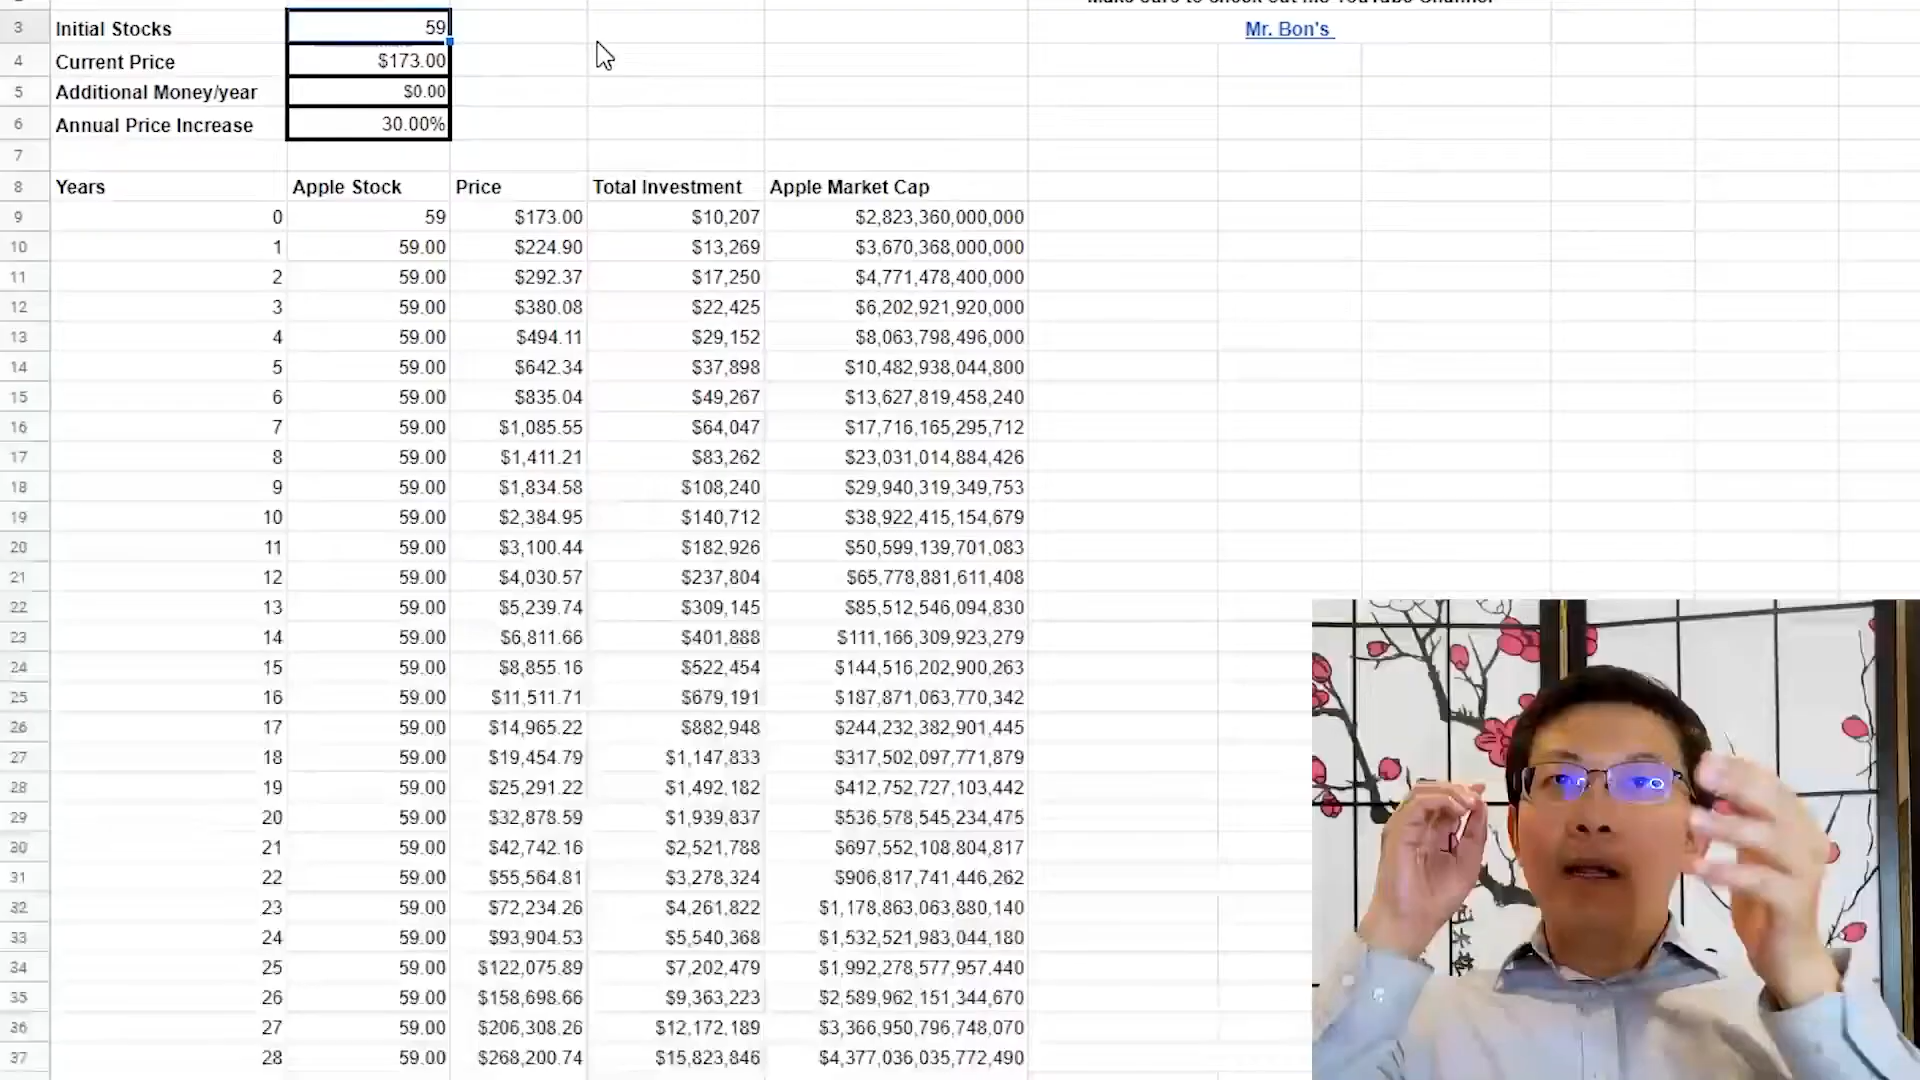 Make sure to check out his YouTube Channel
3 Initial Stocks 59 Mr. Bon's
4 Current Price $173.00
5 Additional Money/year $0.00
6 Annual Price Increase 30.00%
7
8 Years Apple Stock Price Total Investment Apple Market Cap
9 0 59 $173.00 $10,207 $2,823,360,000,000
10 1 59.00 $224.90 $13,269 $3,670,368,000,000
11 2 59.00 $292.37 $17,250 $4,771,478,400,000
12 3 59.00 $380.08 $22,425 $6,202,921,920,000
13 4 59.00 $494.11 $29,152 $8,063,798,496,000
14 5 59.00 $642.34 $37,898 $10,482,938,044,800
15 6 59.00 $835.04 $49,267 $13,627,819,458,240
16 7 59.00 $1,085.55 $64,047 $17,716,165,295,712
17 8 59.00 $1,411.21 $83,262 $23,031,014,884,426
18 9 59.00 $1,834.58 $108,240 $29,940,319,349,753
19 10 59.00 $2,384.95 $140,712 $38,922,415,154,679
20 11 59.00 $3,100.44 $182,926 $50,599,139,701,083
21 12 59.00 $4,030.57 $237,804 $65,778,881,611,408
22 13 59.00 $5,239.74 $309,145 $85,512,546,094,830
23 14 59.00 $6,811.66 $401,888 $111,166,309,923,279
24 15 59.00 $8,855.16 $522,454 $144,516,202,900,263
25 16 59.00 $11,511.71 $679,191 $187,871,063,770,342
26 17 59.00 $14,965.22 $882,948 $244,232,382,901,445
27 18 59.00 $19,454.79 $1,147,833 $317,502,097,771,879
28 19 59.00 $25,291.22 $1,492,182 $412,752,727,103,442
29 20 59.00 $32,878.59 $1,939,837 $536,578,545,234,475
30 21 59.00 $42,742.16 $2,521,788 $697,552,108,804,817
31 22 59.00 $55,564.81 $3,278,324 $906,817,741,446,262
32 23 59.00 $72,234.26 $4,261,822 $1,178,863,063,880,140
33 24 59.00 $93,904.53 $5,540,368 $1,532,521,983,044,180
34 25 59.00 $122,075.89 $7,202,479 $1,992,278,577,957,440
35 26 59.00 $158,698.66 $9,363,223 $2,589,962,151,344,670
36 27 59.00 $206,308.26 $12,172,189 $3,366,950,796,748,070
37 28 59.00 $268,200.74 $15,823,846 $4,377,036,035,772,490